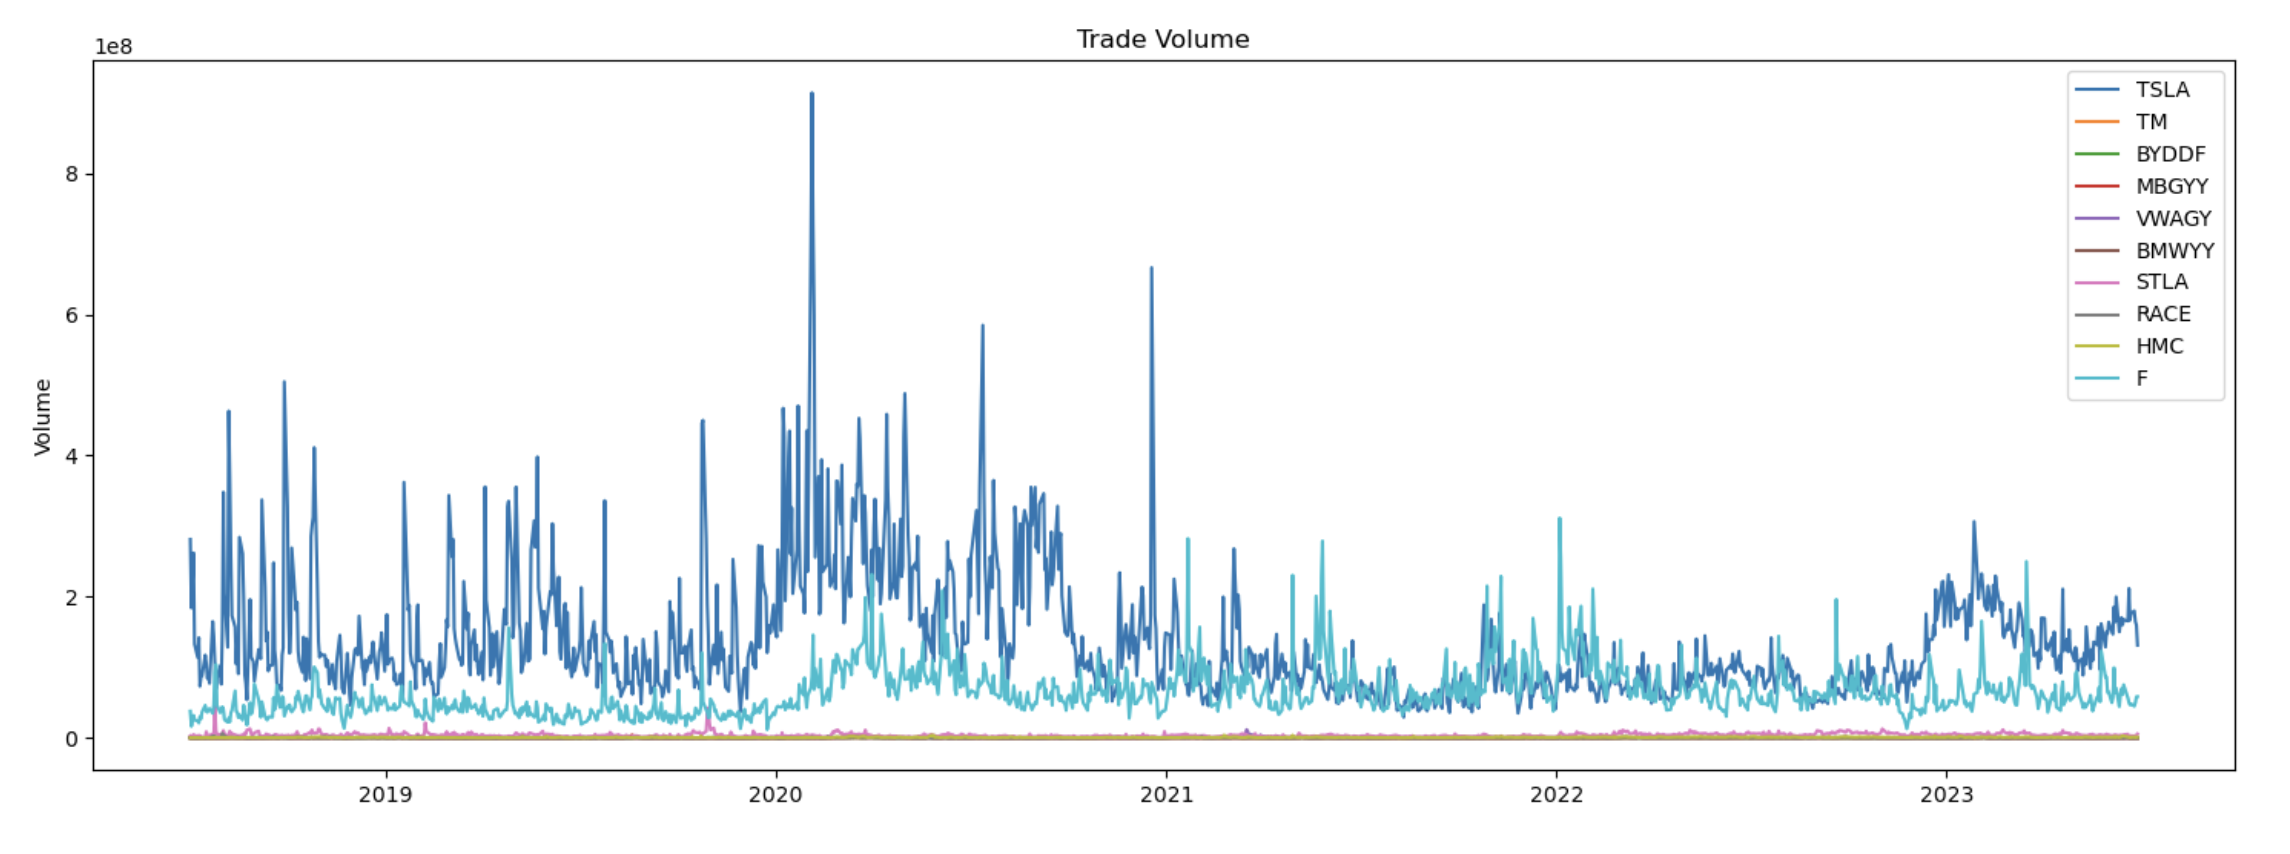 Trade Volume
1e8
8
6
4
2
0
Volume
2019
2020
2021
2022
2023
TSLA
TM
BYDDF
MBGYY
VWAGY
BMWYY
STLA
RACE
HMC
F